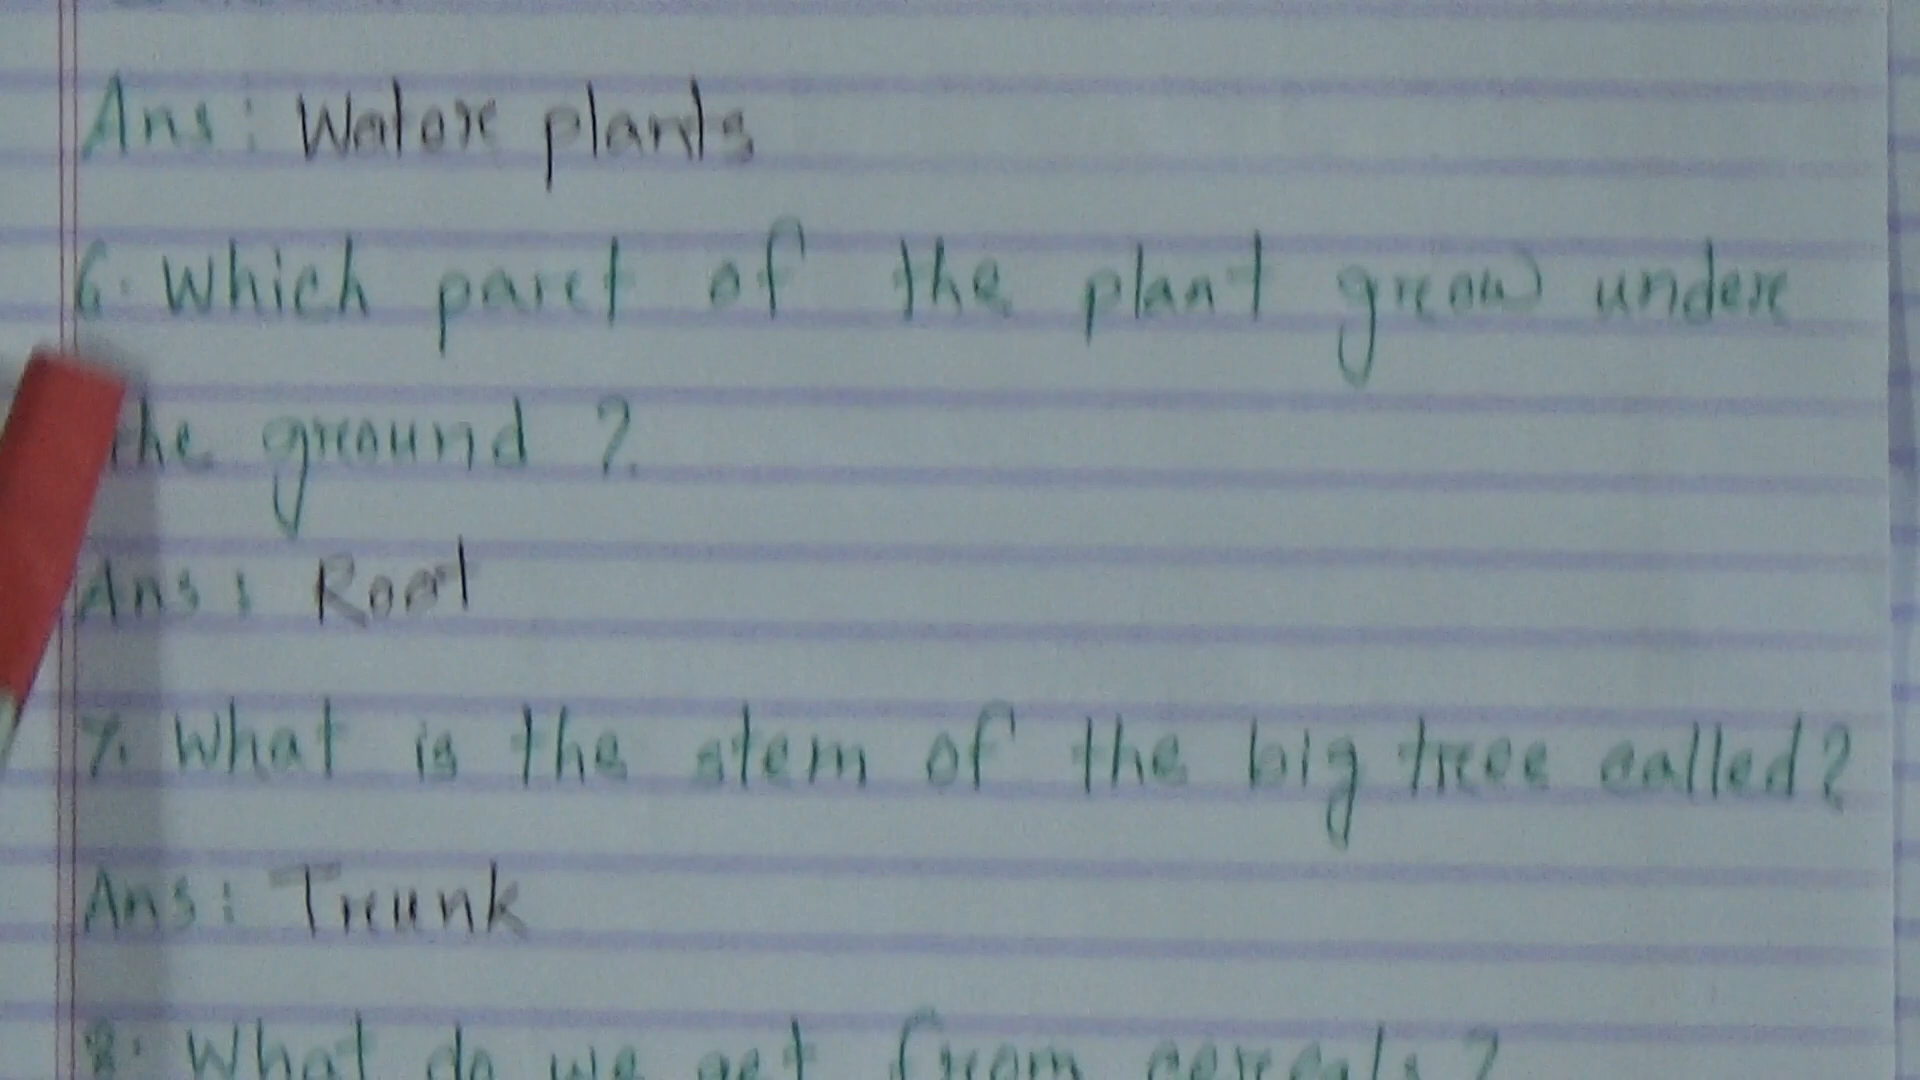 Ans: Water plants
6. Which part of the plant grow under
the ground ?
Ans: Root
7. What is the stem of the big tree called?
Ans: Trunk
8. What do we get from cereals?